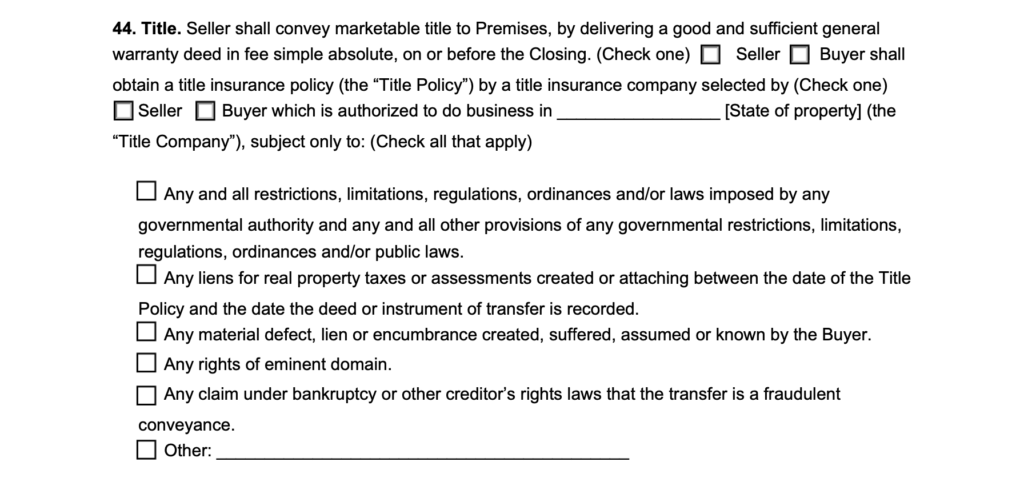 44. Title. Seller shall convey marketable title to Premises, by delivering a good and sufficient general
warranty deed in fee simple absolute, on or before the Closing. (Check one) ☐ Seller ☐ Buyer shall
obtain a title insurance policy (the “Title Policy”) by a title insurance company selected by (Check one)
☐ Seller ☐ Buyer which is authorized to do business in ____________________ [State of property] (the
“Title Company”), subject only to: (Check all that apply)
☐ Any and all restrictions, limitations, regulations, ordinances and/or laws imposed by any
governmental authority and any and all other provisions of any governmental restrictions, limitations,
regulations, ordinances and/or public laws.
☐ Any liens for real property taxes or assessments created or attaching between the date of the Title
Policy and the date the deed or instrument of transfer is recorded.
☐ Any material defect, lien or encumbrance created, suffered, assumed or known by the Buyer.
☐ Any rights of eminent domain.
☐ Any claim under bankruptcy or other creditor’s rights laws that the transfer is a fraudulent
conveyance.
☐ Other: __________________________________________________